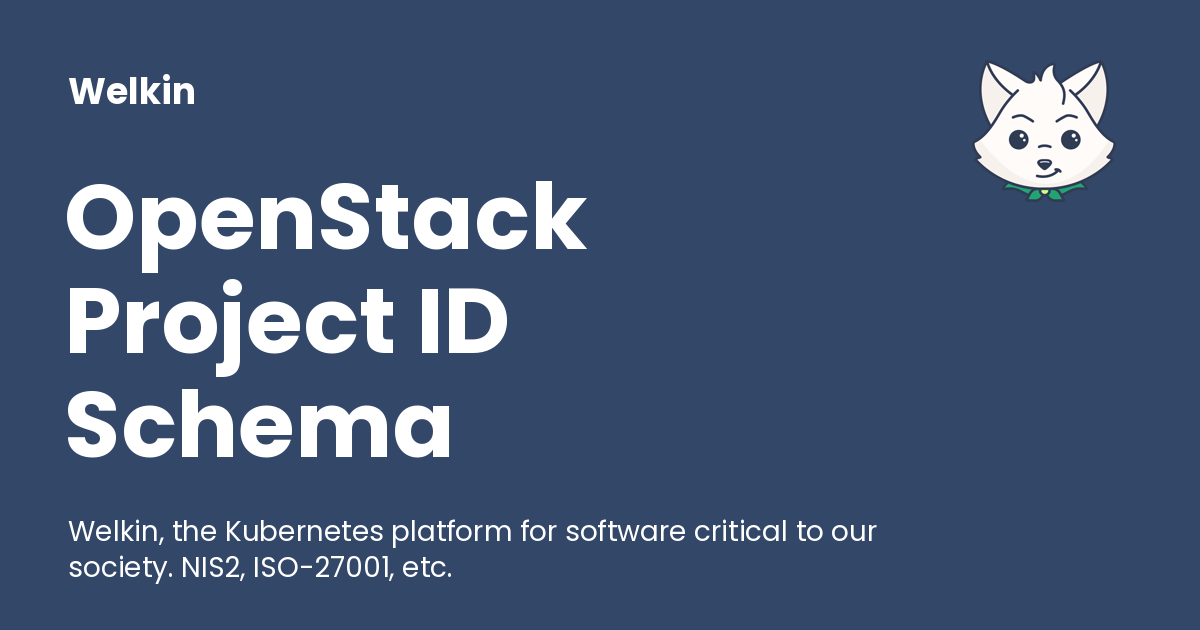 Welkin
OpenStack
Project ID
Schema
Welkin, the Kubernetes platform for software critical to our
society. NIS2, ISO-27001, etc.